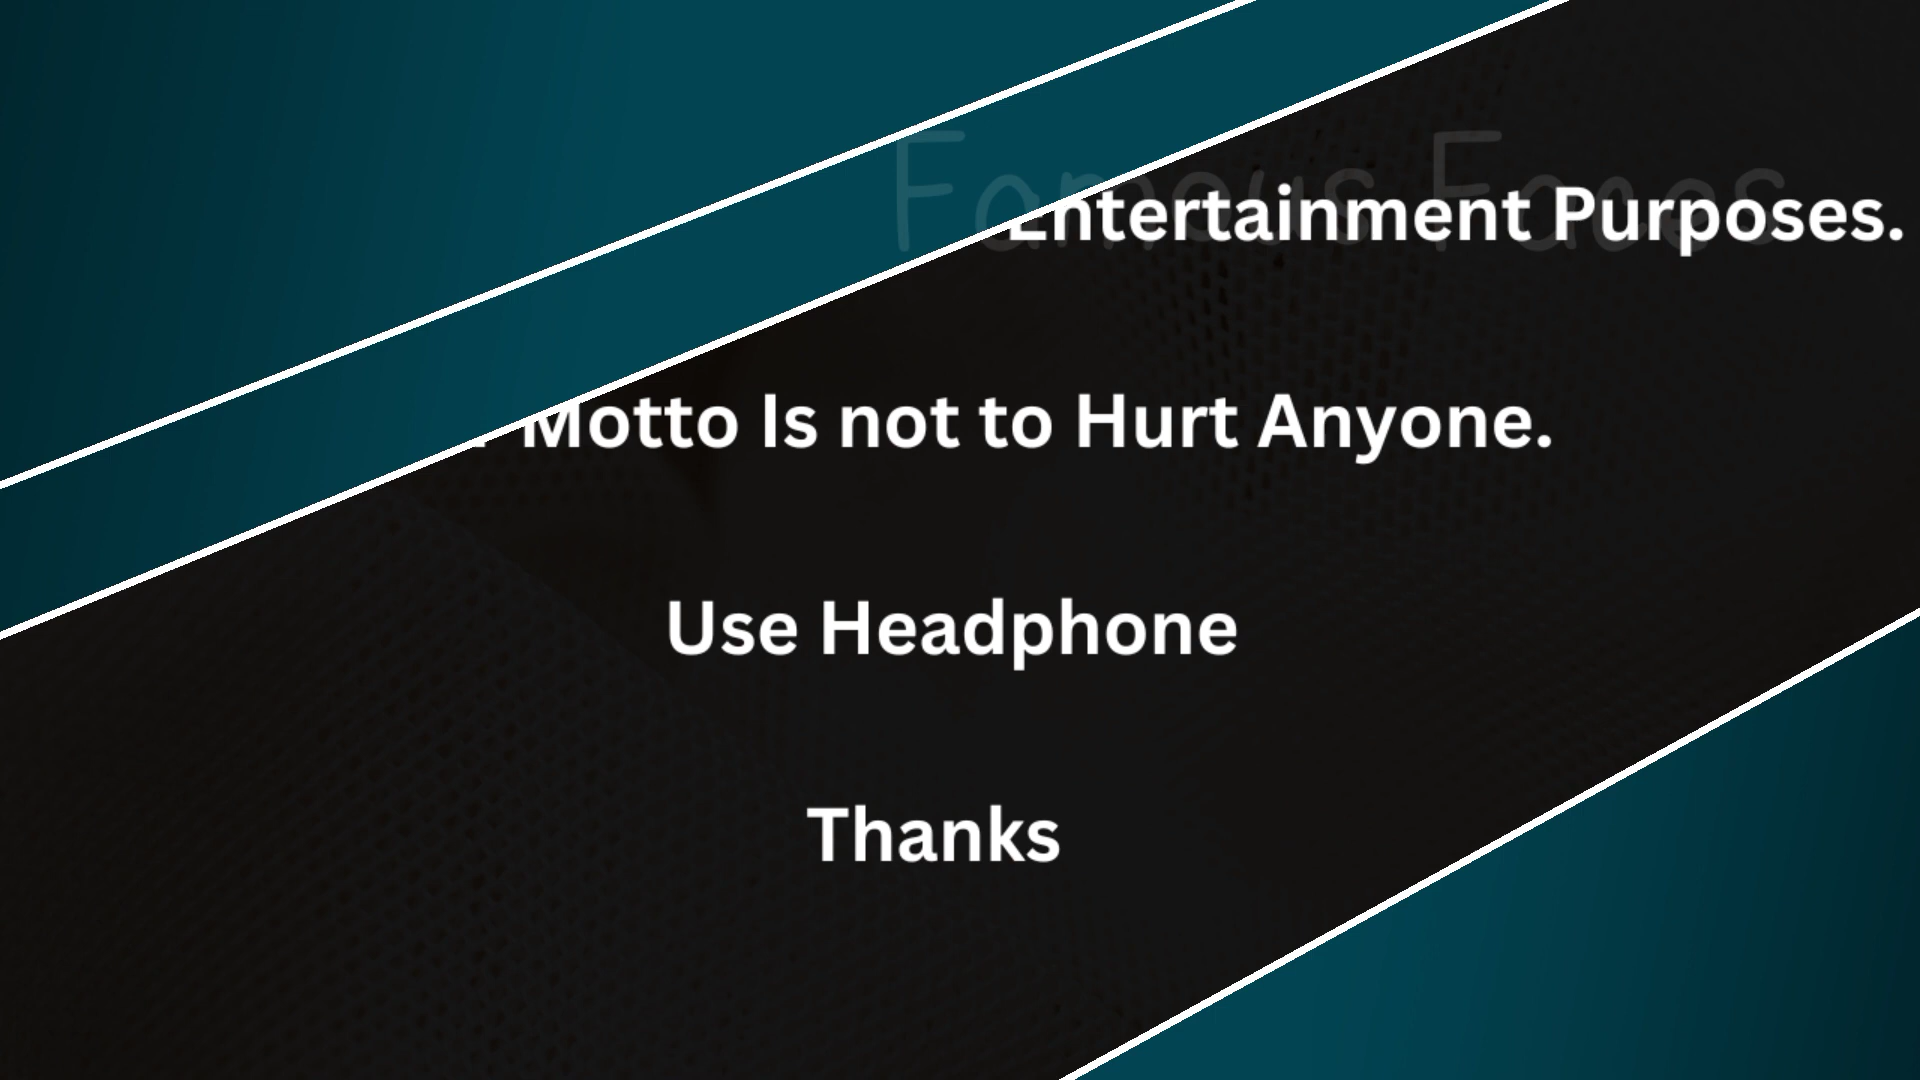 Famous Faces
Entertainment Purposes.
Motto Is not to Hurt Anyone.
Use Headphone
Thanks